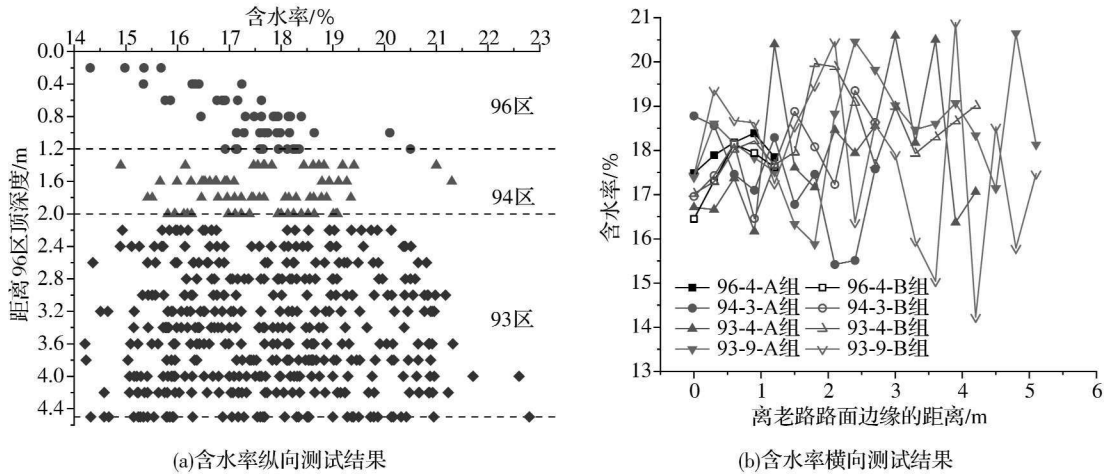 含水率/%
14 15 16 17 18 19 20 21 22 23
0.0
0.4
0.8
1.2
2.0
2.4
2.8
3.2
3.6
4.0
4.4
距离96区顶深度/m
96区
94区
93区
(a)含水率纵向测试结果
21
20
19
18
17
16
15
14
13
含水率/%
96-4-A组 96-4-B组
94-3-A组 94-3-B组
93-4-A组 93-4-B组
93-9-A组 93-9-B组
0 1 2 3 4 5 6
离老路路面边缘的距离/m
(b)含水率横向测试结果